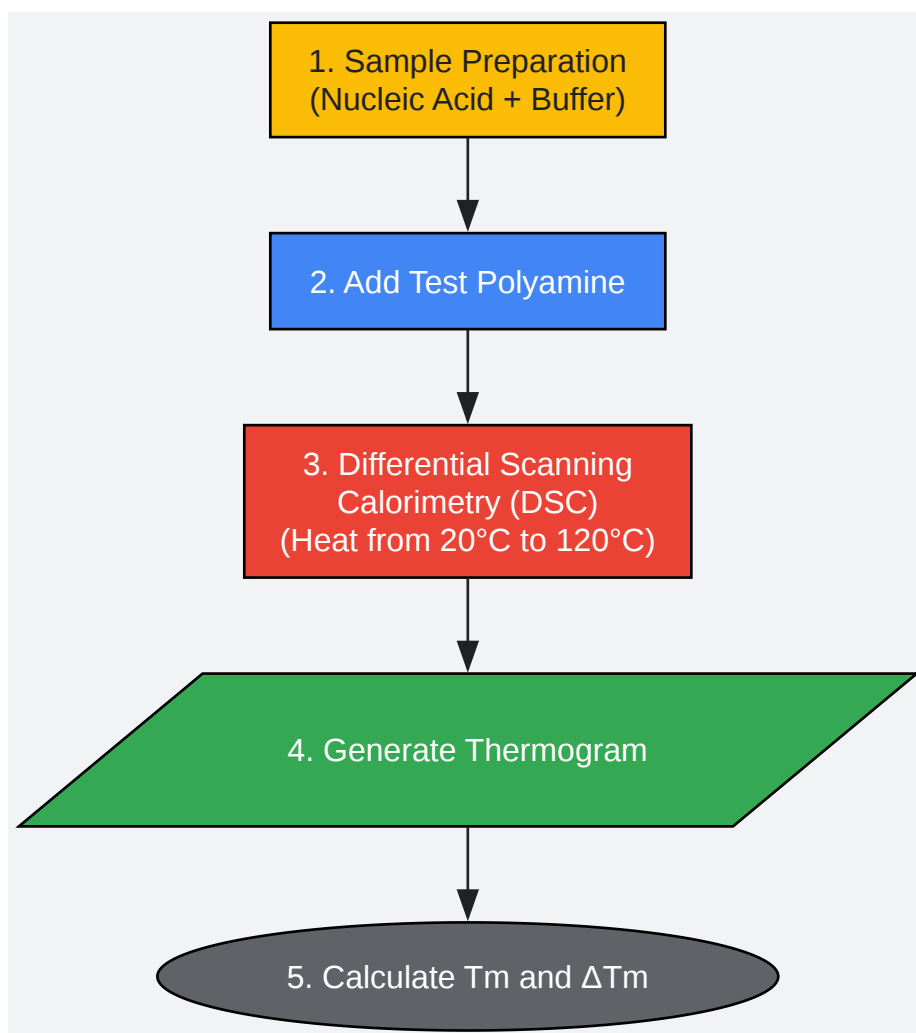 1. Sample Preparation
(Nucleic Acid + Buffer)
2. Add Test Polyamine
3. Differential Scanning
Calorimetry (DSC)
(Heat from 20°C to 120°C)
4. Generate Thermogram
5. Calculate Tm and ΔTm